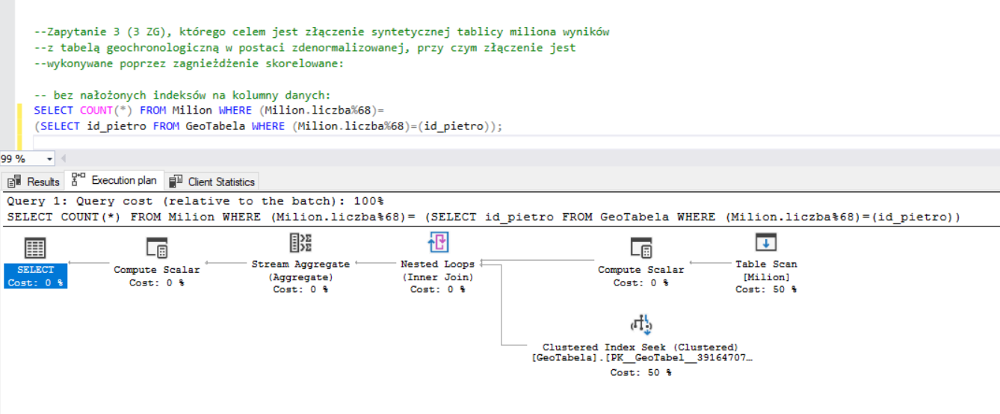 --Zapytanie 3 (3 ZG), którego celem jest złączenie syntetycznej tablicy miliona wyników
--z tabelą geochronologiczną w postaci zdenormalizowanej, przy czym złączenie jest
--wykonywane poprzez zagnieżdżenie skorelowane:
-- bez nałożonych indeksów na kolumny danych:
SELECT COUNT(*) FROM Milion WHERE (Milion.liczba%68)=
(SELECT id_pietro FROM GeoTabela WHERE (Milion.liczba%68)=(id_pietro));
99 %
Results Execution plan Client Statistics
Query 1: Query cost (relative to the batch): 100%
SELECT COUNT(*) FROM Milion WHERE (Milion.liczba%68)= (SELECT id_pietro FROM GeoTabela WHERE (Milion.liczba%68)=(id_pietro))
SELECT
Cost: 0 %
Compute Scalar
Cost: 0 %
Stream Aggregate
(Aggregate)
Cost: 0 %
Nested Loops
(Inner Join)
Cost: 0 %
Compute Scalar
Cost: 0 %
Table Scan
[Milion]
Cost: 50 %
Clustered Index Seek (Clustered)
[GeoTabela].[PK__GeoTabel__39164707…
Cost: 50 %